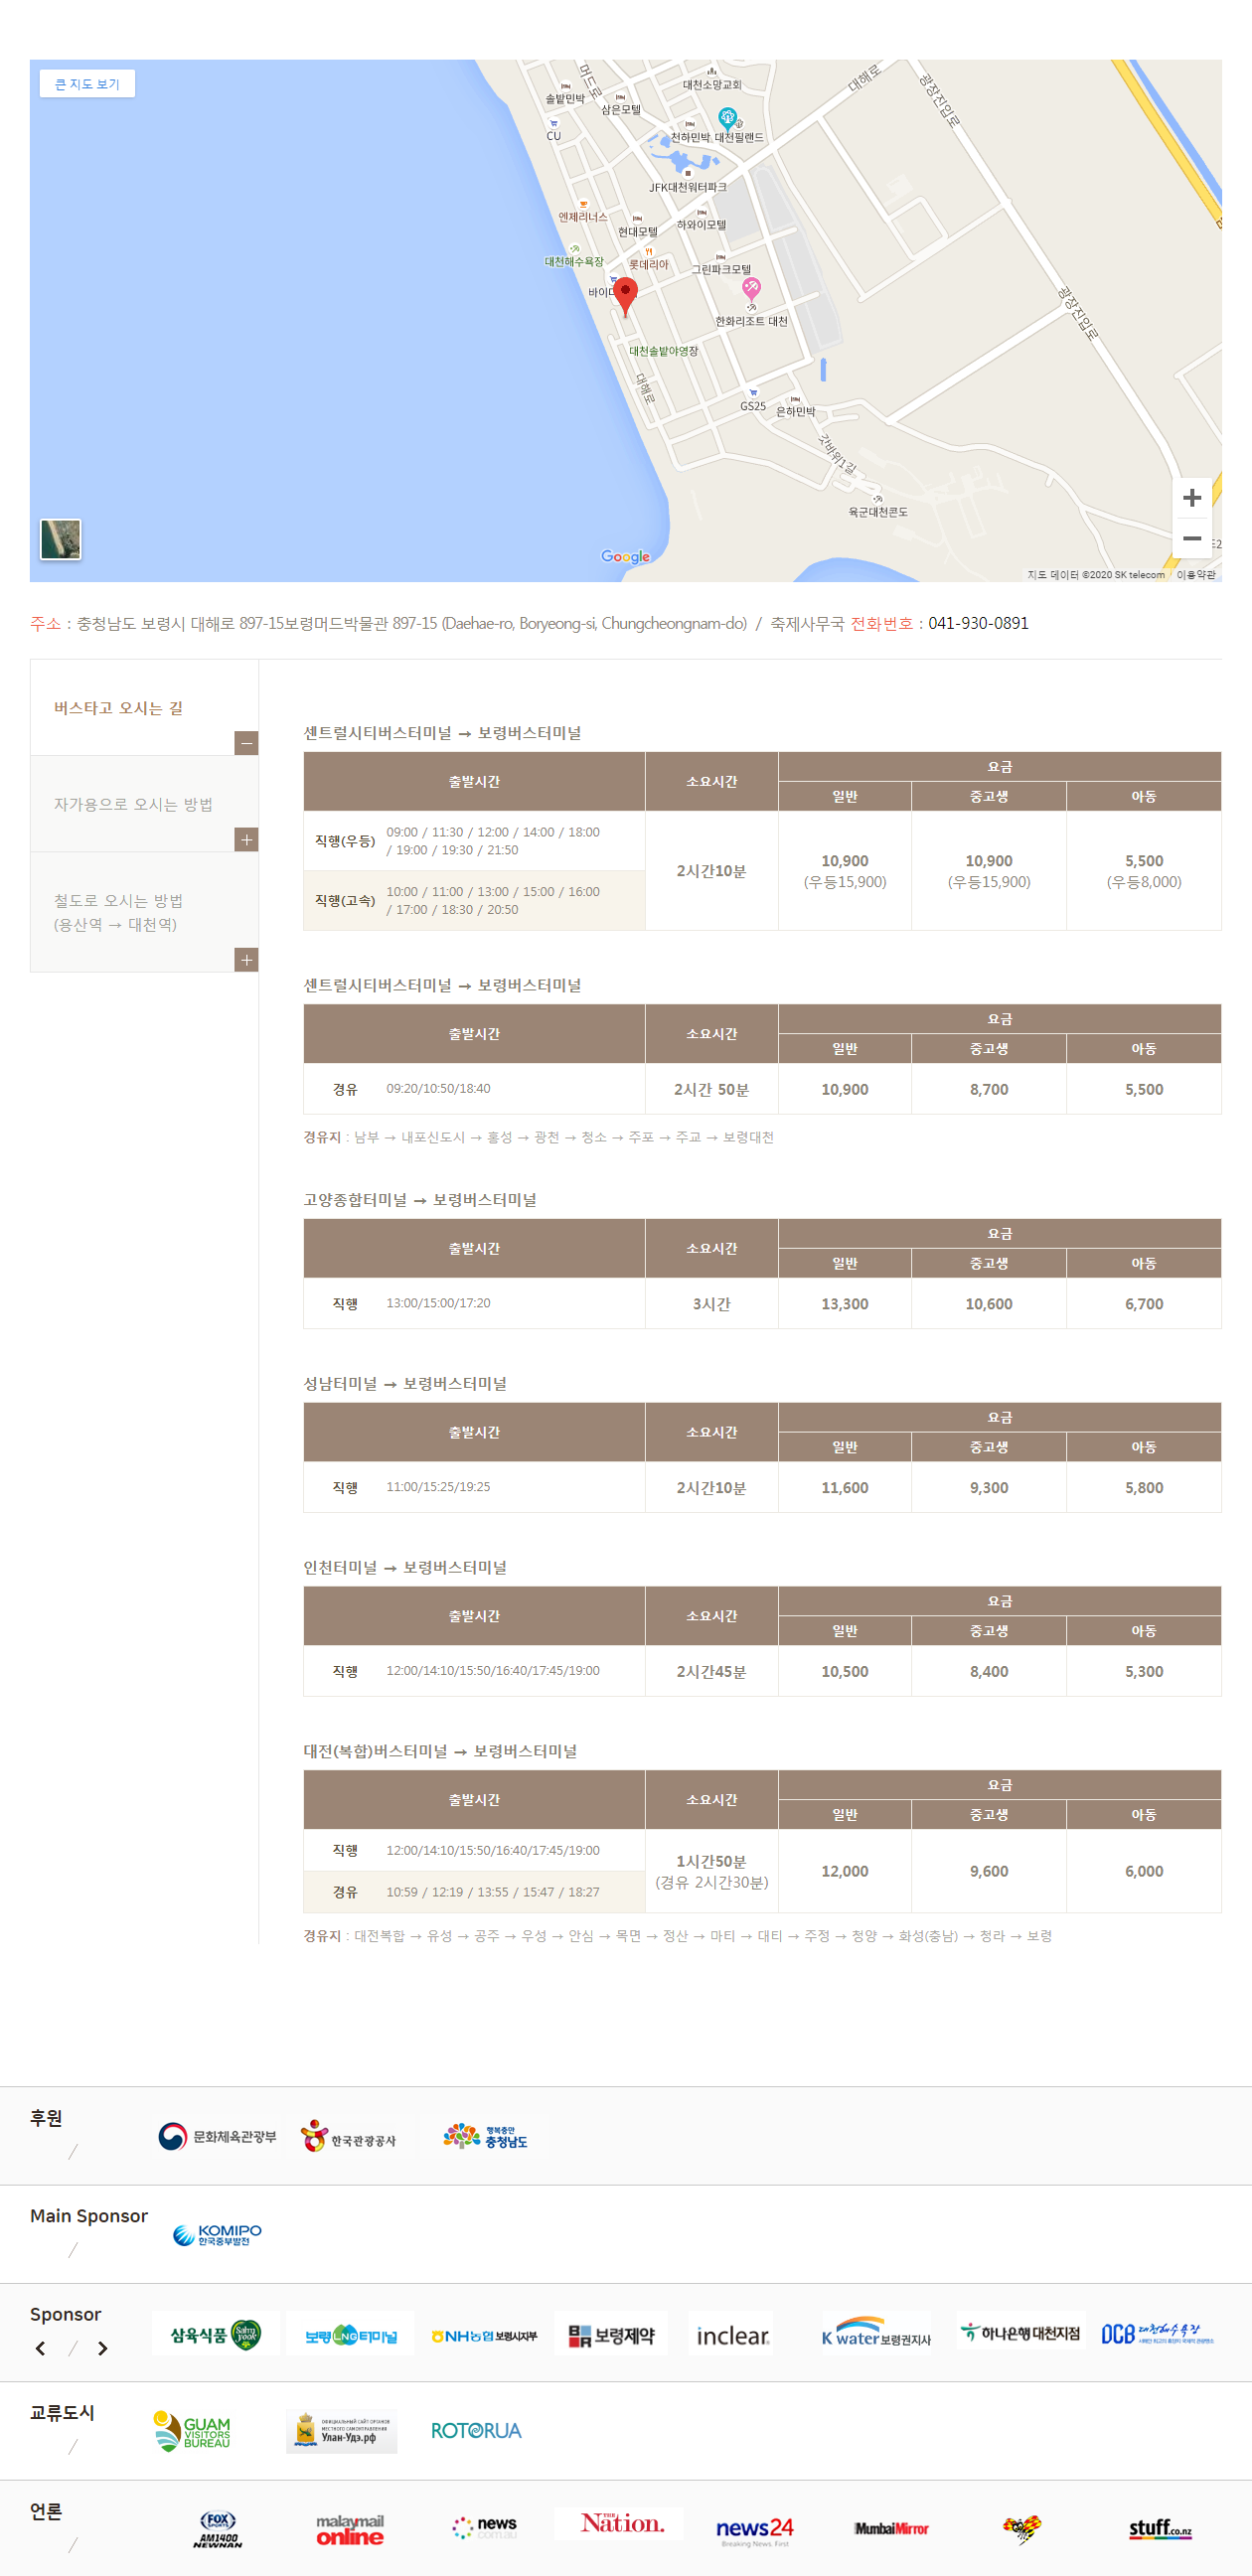 큰 지도 보기
머드로
대천소망교회
대해로
광장진입로
솔밭민박
삼은모텔
CU
천하민박
대천필랜드
JFK대천워터파크
엔제리너스
하와이모텔
현대모텔
대천해수욕장
롯데리아
그린파크모텔
바이더
광장진입로
한화리조트 대천
대천솔밭야영장
대해로
GS25
은하민박
갓바위1길
육군대천콘도
Google
지도 데이터 ©2020 SK telecom
이용약관
주소 : 충청남도 보령시 대해로 897-15보령머드박물관 897-15 (Daehae-ro, Boryeong-si, Chungcheongnam-do) / 축제사무국 전화번호 : 041-930-0891
버스타고 오시는 길
자가용으로 오시는 방법
철도로 오시는 방법
(용산역 → 대천역)
센트럴시티버스터미널 → 보령버스터미널
출발시간 소요시간 요금
일반 중고생 아동
직행(우등) 09:00 / 11:30 / 12:00 / 14:00 / 18:00
/ 19:00 / 19:30 / 21:50
2시간10분
10,900 10,900 5,500
(우등15,900) (우등15,900) (우등8,000)
직행(고속) 10:00 / 11:00 / 13:00 / 15:00 / 16:00
/ 17:00 / 18:30 / 20:50
센트럴시티버스터미널 → 보령버스터미널
출발시간 소요시간 요금
일반 중고생 아동
경유 09:20/10:50/18:40 2시간 50분 10,900 8,700 5,500
경유지 : 남부 → 내포신도시 → 홍성 → 광천 → 청소 → 주포 → 주교 → 보령대천
고양종합터미널 → 보령버스터미널
출발시간 소요시간 요금
일반 중고생 아동
직행 13:00/15:00/17:20 3시간 13,300 10,600 6,700
성남터미널 → 보령버스터미널
출발시간 소요시간 요금
일반 중고생 아동
직행 11:00/15:25/19:25 2시간10분 11,600 9,300 5,800
인천터미널 → 보령버스터미널
출발시간 소요시간 요금
일반 중고생 아동
직행 12:00/14:10/15:50/16:40/17:45/19:00 2시간45분 10,500 8,400 5,300
대전(복합)버스터미널 → 보령버스터미널
출발시간 소요시간 요금
일반 중고생 아동
직행 12:00/14:10/15:50/16:40/17:45/19:00
1시간50분
(경유 2시간30분)
12,000 9,600 6,000
경유 10:59 / 12:19 / 13:55 / 15:47 / 18:27
경유지 : 대전복합 → 유성 → 공주 → 우성 → 안심 → 목면 → 정산 → 마티 → 대티 → 주정 → 청양 → 화성(충남) → 청라 → 보령
후원
/
문화체육관광부
한국관광공사
행복충만
충청남도
Main Sponsor
/
KOMIPO
한국중부발전
Sponsor
/
삼육식품
Sahm yook
보령LNG터미널
NH농협 보령시지부
BR 보령제약
inclear
K water 보령권지사
하나은행 대천지점
OCB 대천해수욕장
교류도시
/
GUAM
VISITORS
BUREAU
ОФИЦИАЛЬНЫЙ САЙТ ОРГАНОВ
МЕСТНОГО САМОУПРАВЛЕНИЯ
Улан-Удэ.рф
ROTORUA
언론
/
FOX
SPORTS
AM1400
NEWNAN
malaymail
online
news
com.au
THE
Nation.
news24
Breaking News. First
MumbaiMirror
stuff.co.nz